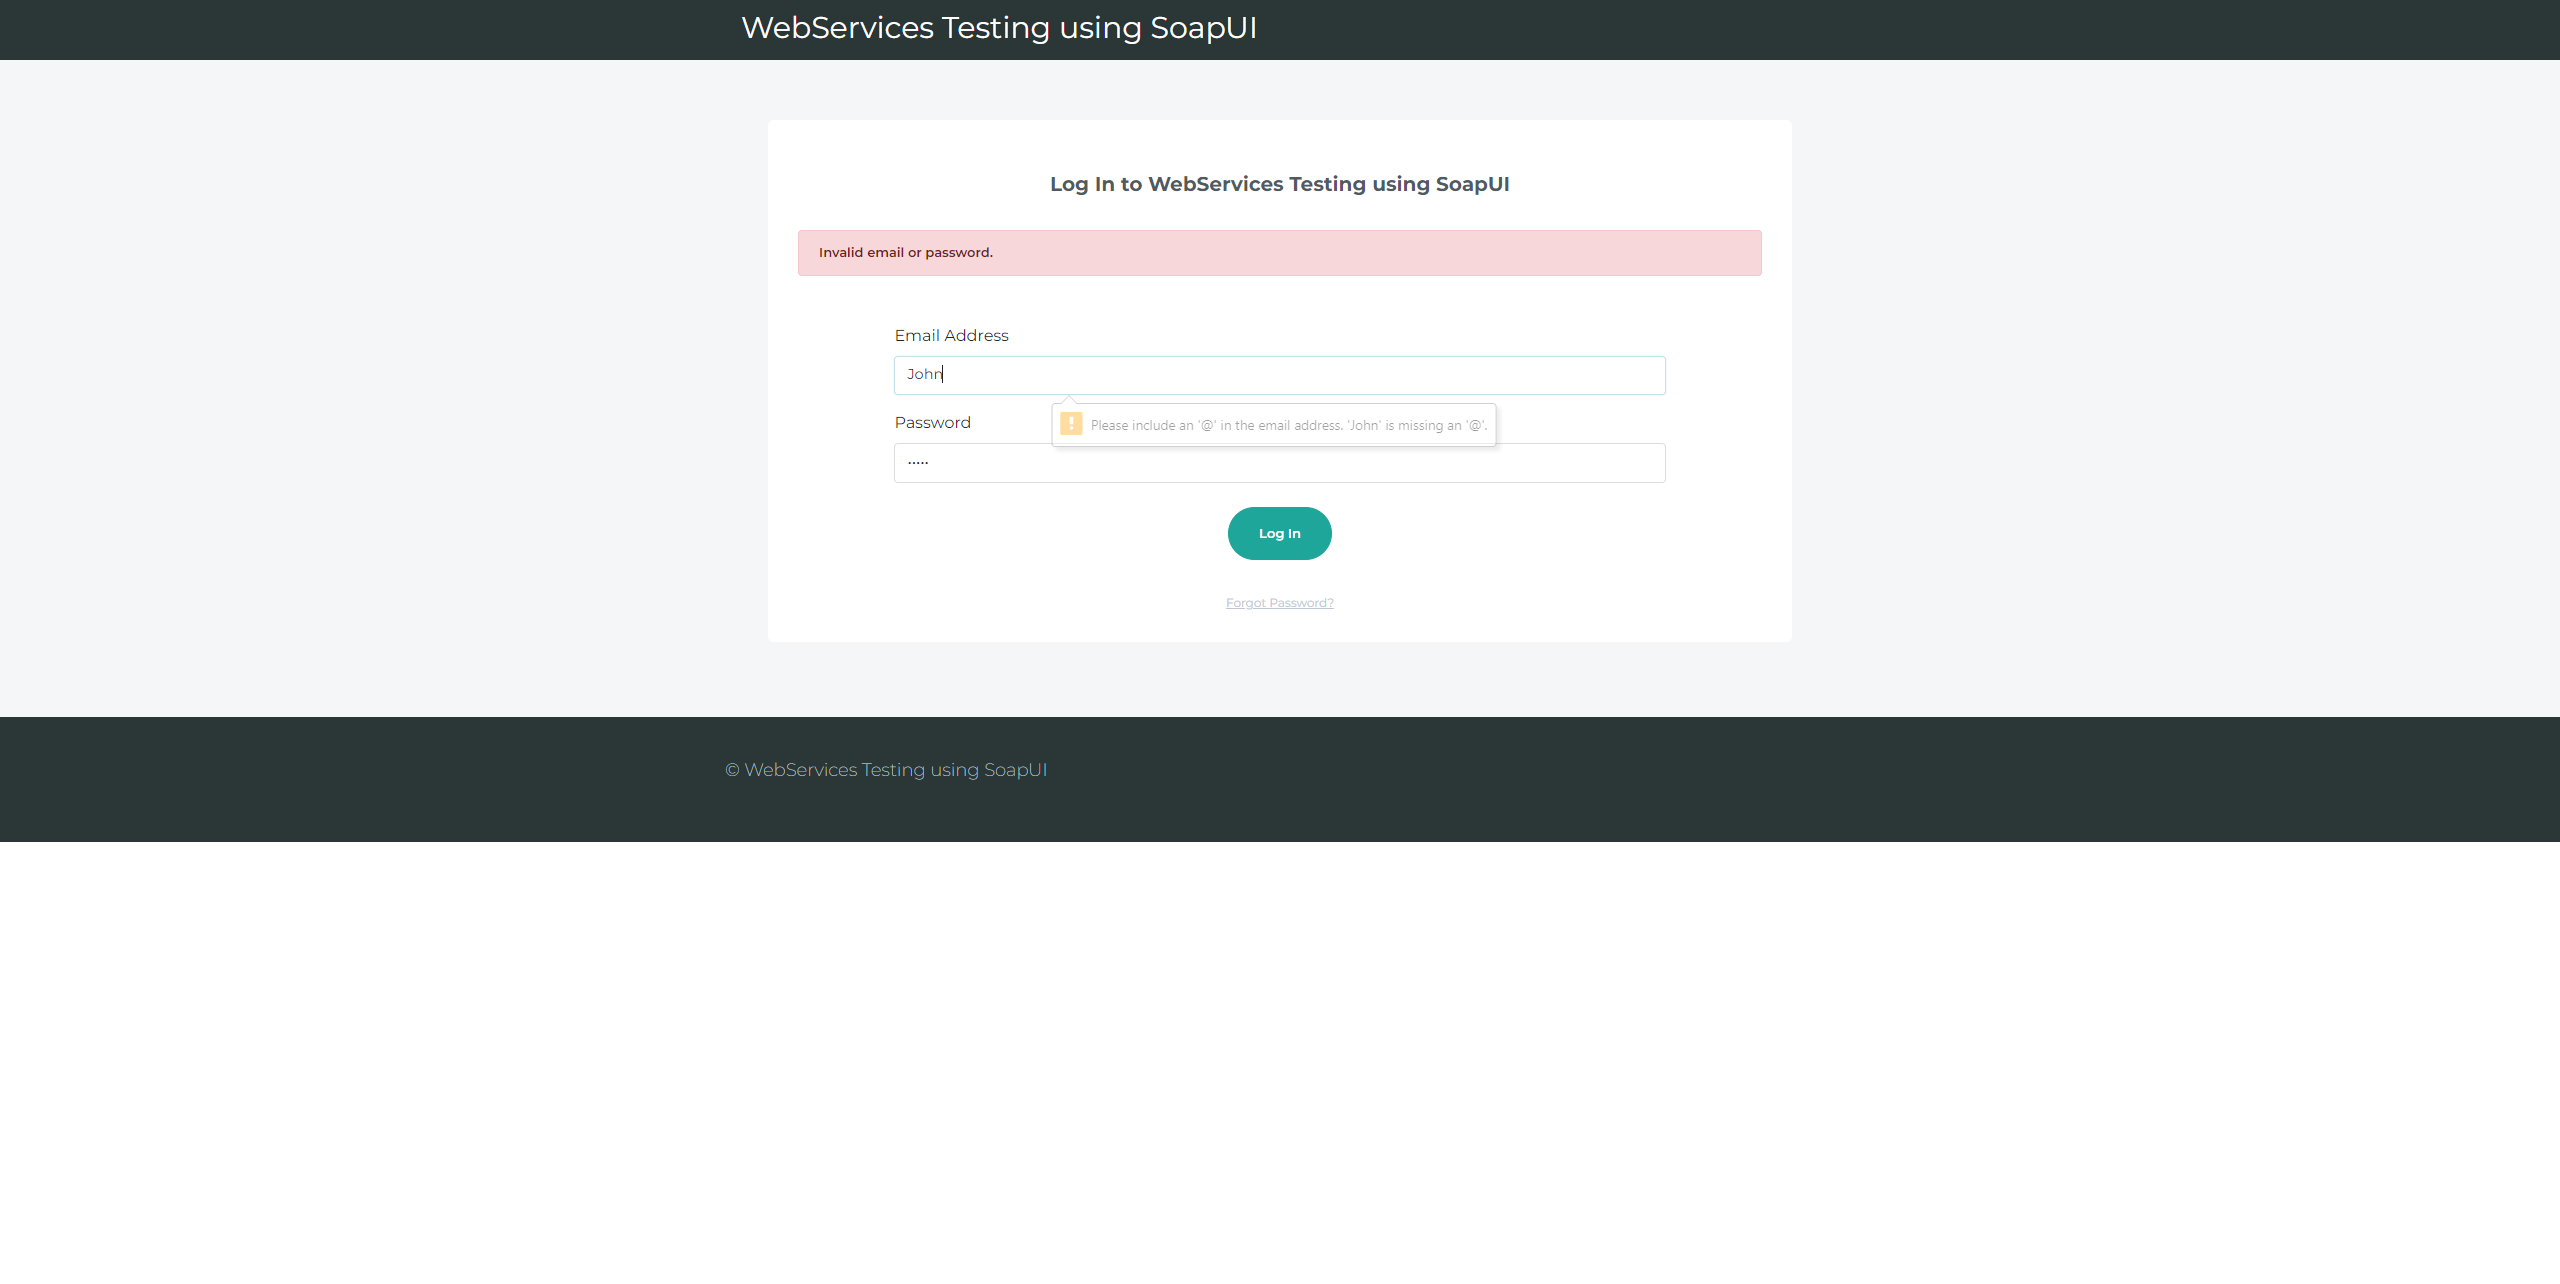 WebServices Testing using SoapUI
Log In to WebServices Testing using SoapUI
Invalid email or password.
Email Address
John
Please include an '@' in the email address. 'John' is missing an '@'.
Password
•••••
Log In
Forgot Password?
© WebServices Testing using SoapUI